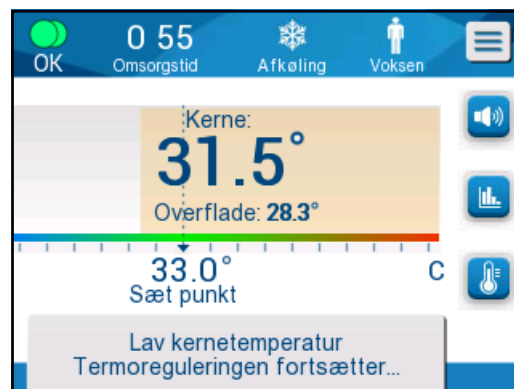 OK
0 55
Omsorgstid
Afkøling
Voksen
Kerne:
31.5°
Overflade: 28.3°
33.0°
C
Sæt punkt
Lav kernetemperatur
Termoreguleringen fortsætter...